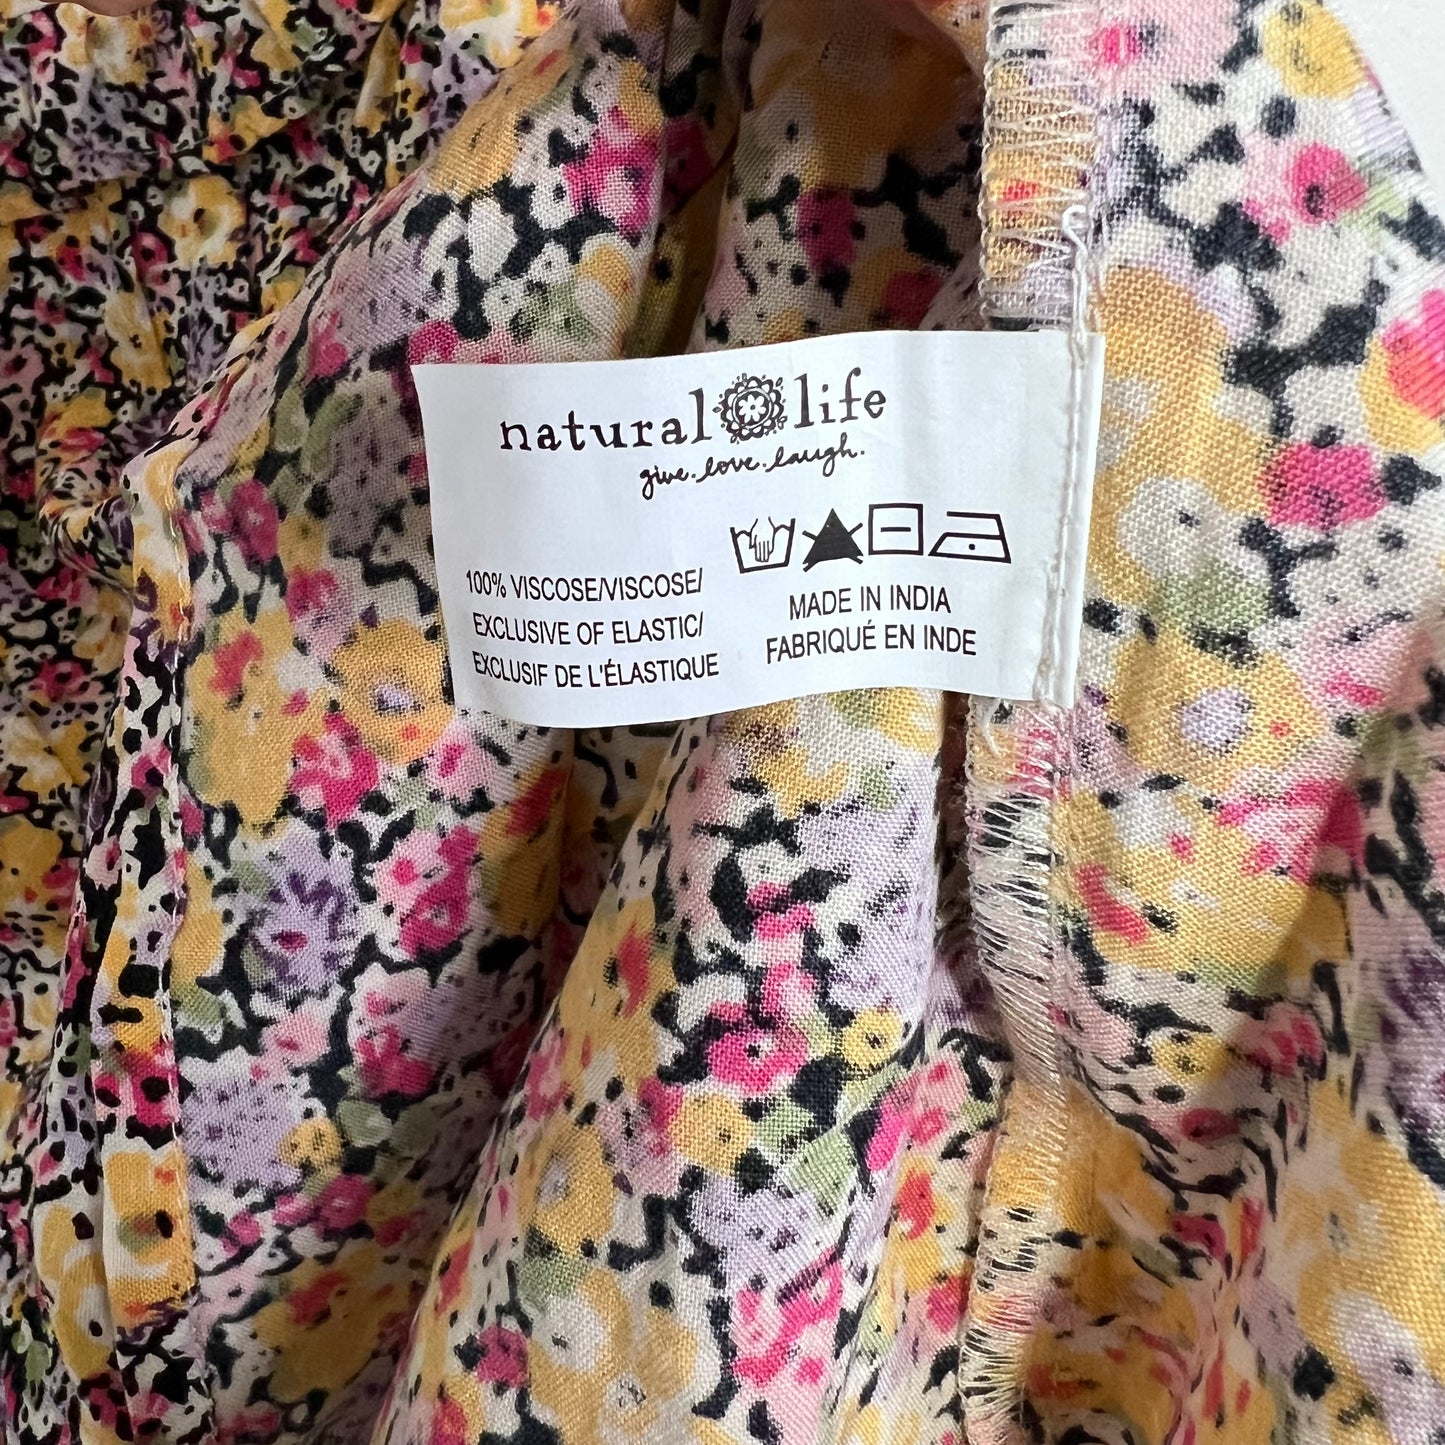 natural life
give.love.laugh.
100% VISCOSE/VISCOSE/
EXCLUSIVE OF ELASTIC/
EXCLUSIF DE L'ÉLASTIQUE
MADE IN INDIA
FABRIQUÉ EN INDE